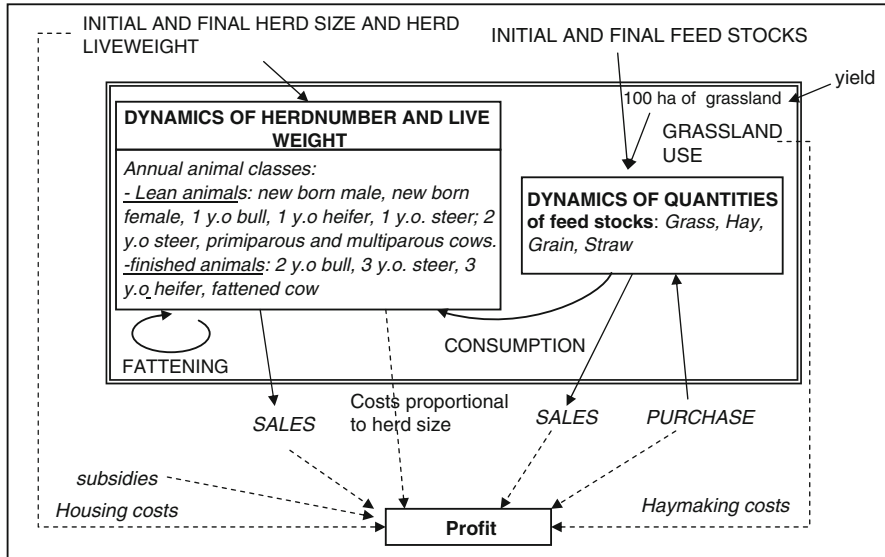 INITIAL AND FINAL HERD SIZE AND HERD
LIVEWEIGHT
INITIAL AND FINAL FEED STOCKS
yield
100 ha of grassland
GRASSLAND
USE
DYNAMICS OF HERDNUMBER AND LIVE
WEIGHT
Annual animal classes:
- Lean animals: new born male, new born
female, 1 y.o bull, 1 y.o heifer, 1 y.o. steer; 2
y.o steer, primiparous and multiparous cows.
-finished animals: 2 y.o bull, 3 y.o. steer, 3
y.o heifer, fattened cow
DYNAMICS OF QUANTITIES
of feed stocks: Grass, Hay,
Grain, Straw
FATTENING
CONSUMPTION
SALES
Costs proportional
to herd size
SALES
PURCHASE
subsidies
Housing costs
Haymaking costs
Profit